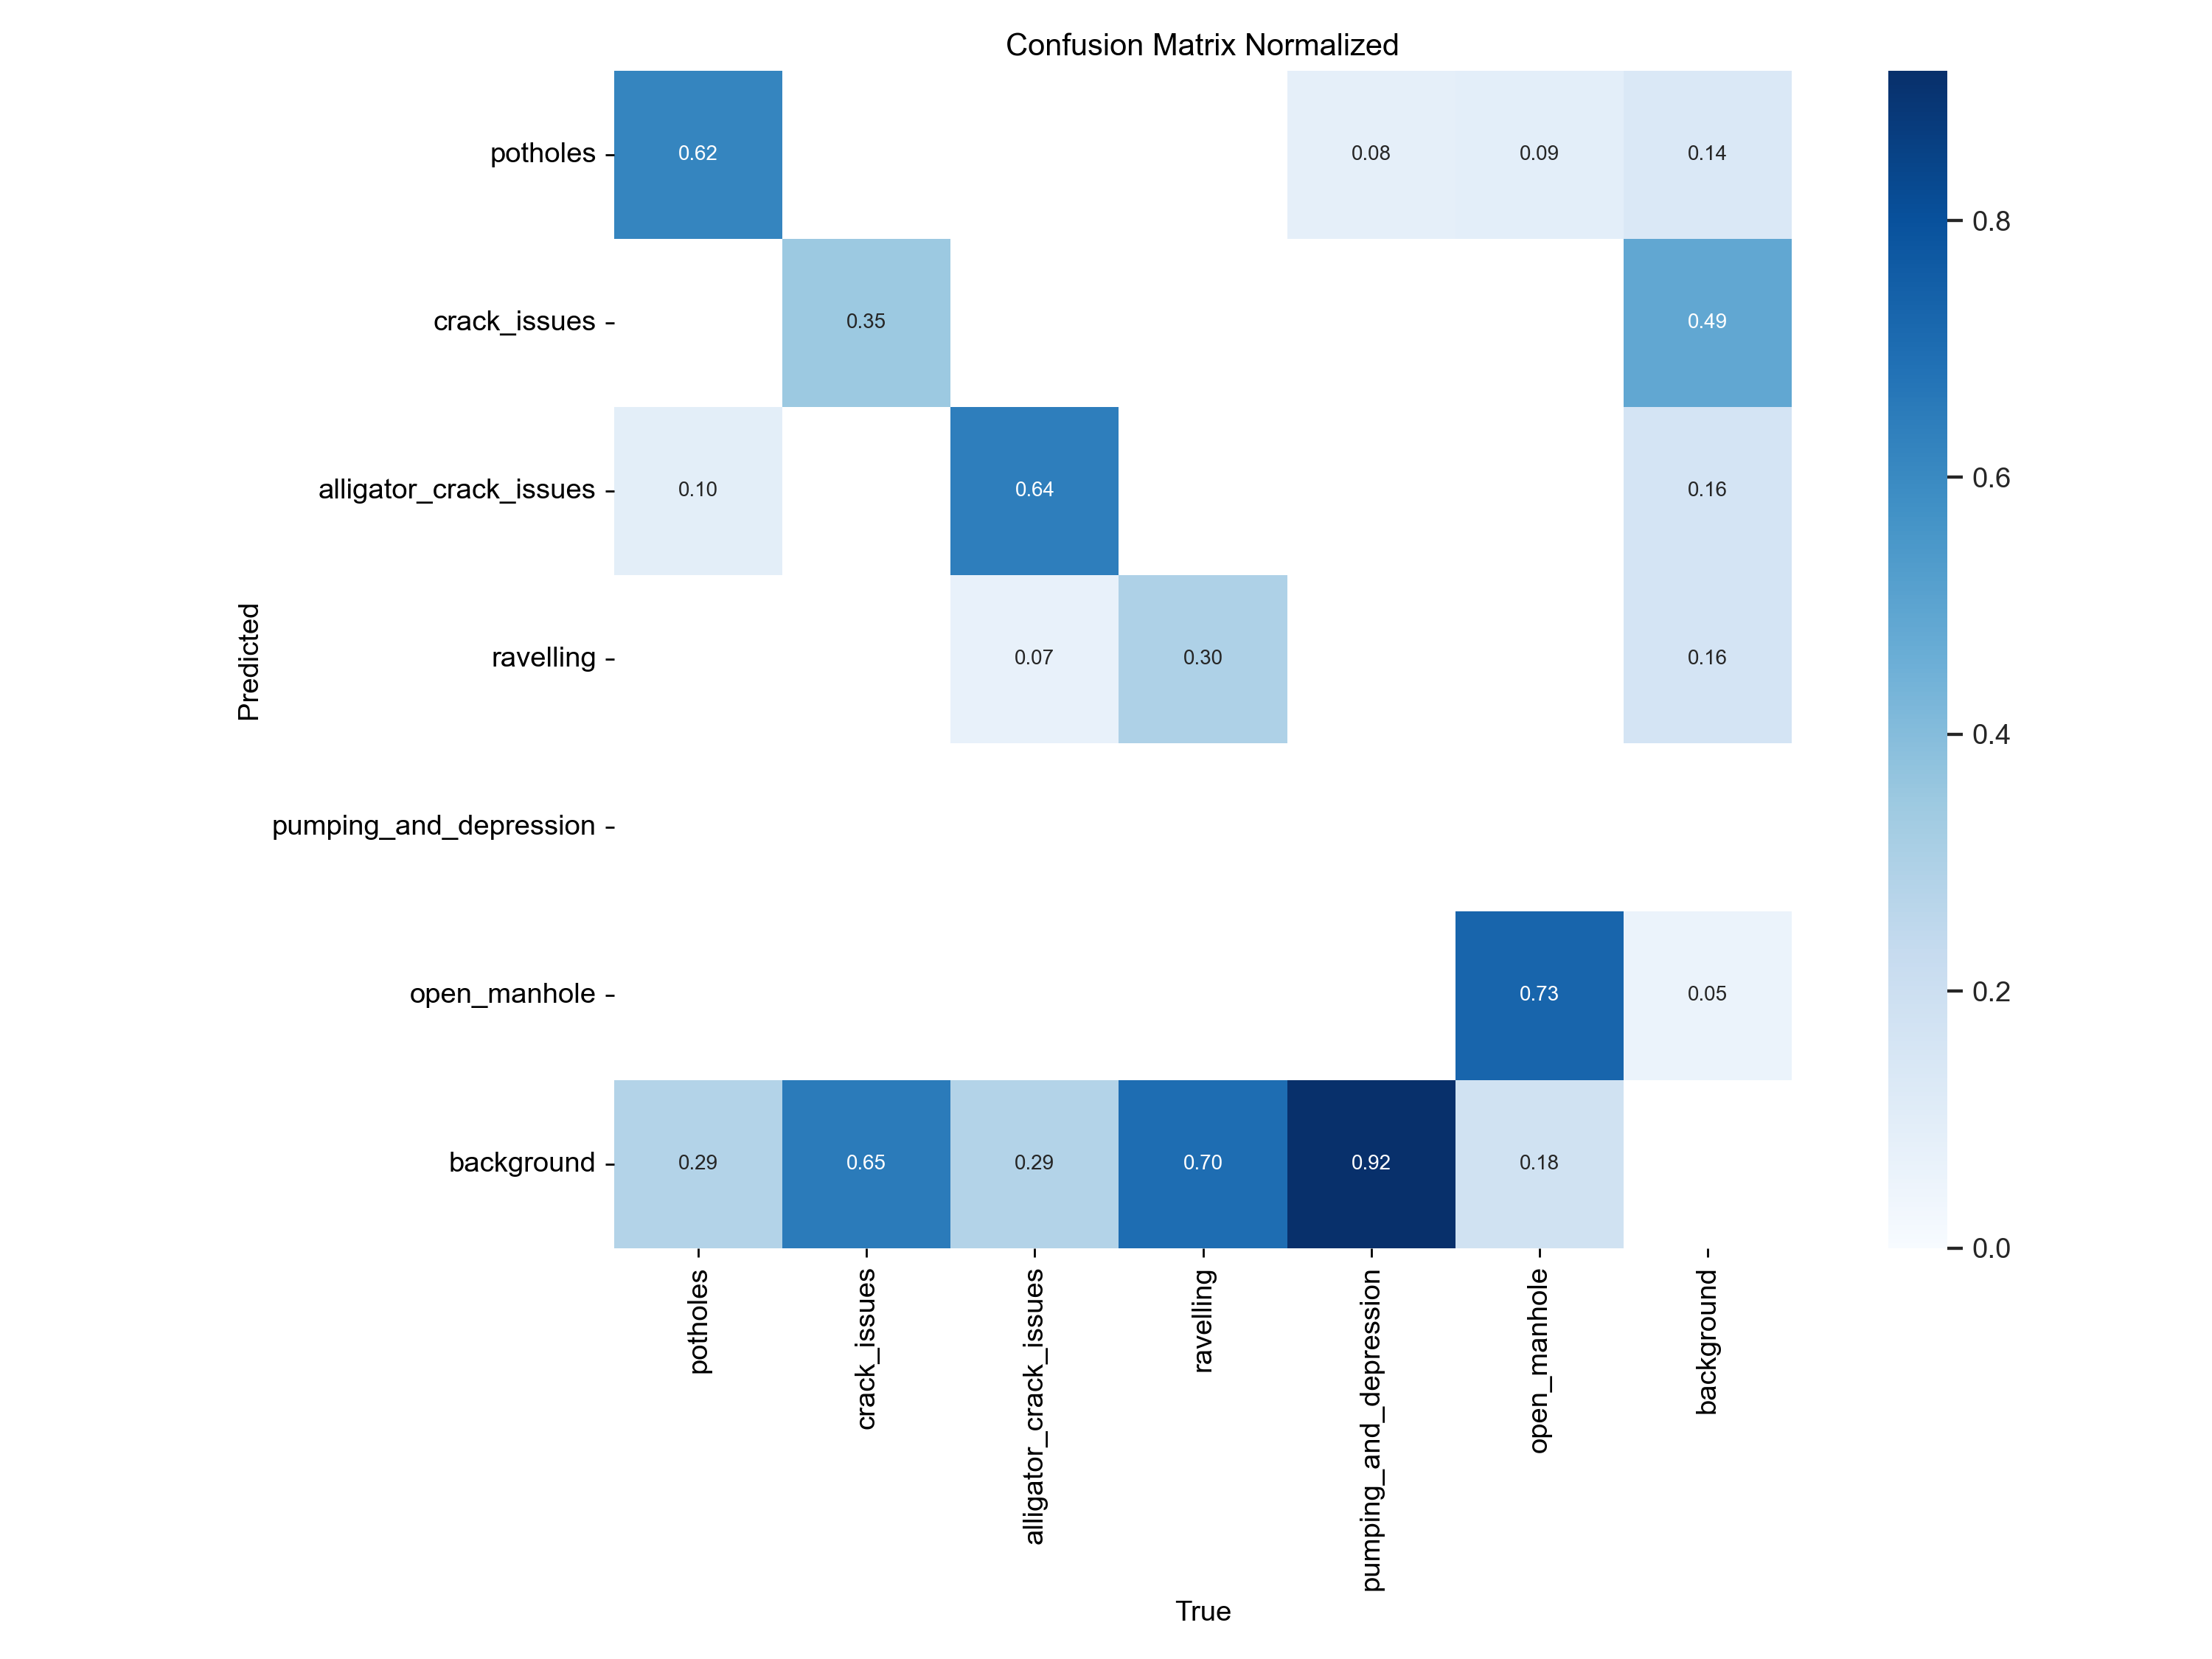 Confusion Matrix Normalized
potholes
0.62
0.08
0.09
0.14
crack_issues
0.35
0.49
alligator_crack_issues
0.10
0.64
0.16
ravelling
0.07
0.30
0.16
pumping_and_depression
open_manhole
0.73
0.05
background
0.29
0.65
0.29
0.70
0.92
0.18
Predicted
potholes
crack_issues
alligator_crack_issues
ravelling
pumping_and_depression
open_manhole
background
True
0.8
0.6
0.4
0.2
0.0